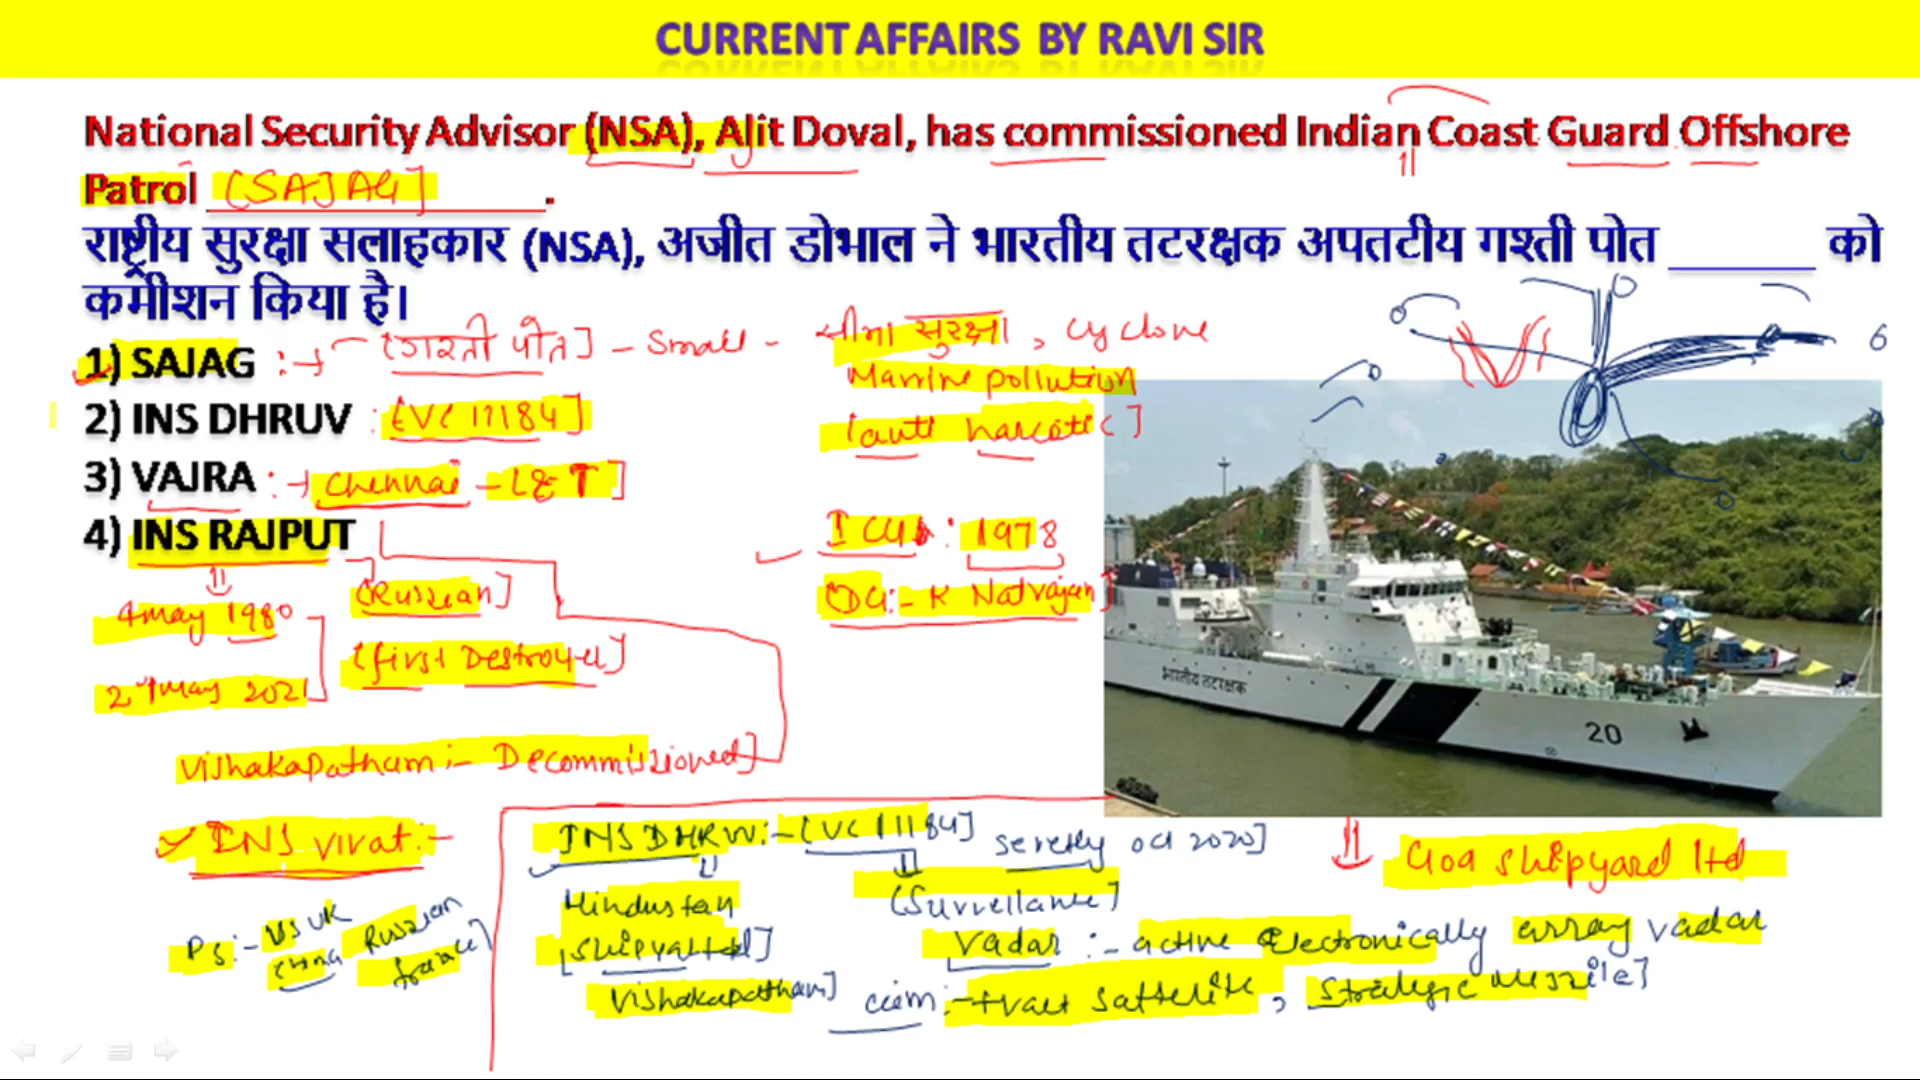 CURRENT AFFAIRS BY RAVI SIR
National Security Advisor (NSA), AJit Doval, has commissioned Indian Coast Guard Offshore
Patrol [SAJAG] .
राष्ट्रीय सुरक्षा सलाहकार (NSA), अजीत डोभाल ने भारतीय तटरक्षक अपतटीय गश्ती पोत ________ को
कमीशन किया है।
1) SAJAG :→ [गश्ती पोत] - small - सीमा सुरक्षा, cyclone
Marine pollution
2) INS DHRUV : [VC 11184]
(anti narcotic]
3) VAJRA :→ Chennai - [L&T]
4) INS RAJPUT
ICG : 1978
DG:- K Natrajan]
4 may 1980
(Russian]
[first Destroyer]
21 may 2021
Vishakapatnam:- Decommissioned]
INS virat:-
INS DHRUV:- [VC 11184] secretly oct 2020]
Goa shipyard ltd
P5:- US UK
china Russian
france]
Hindustan
[Shipyard ltd]
Vishakapatnam]
(Survellance]
radar :- active electronically array radar
aim:- track sattelite, Strategic missile]
भारतीय तटरक्षक
20